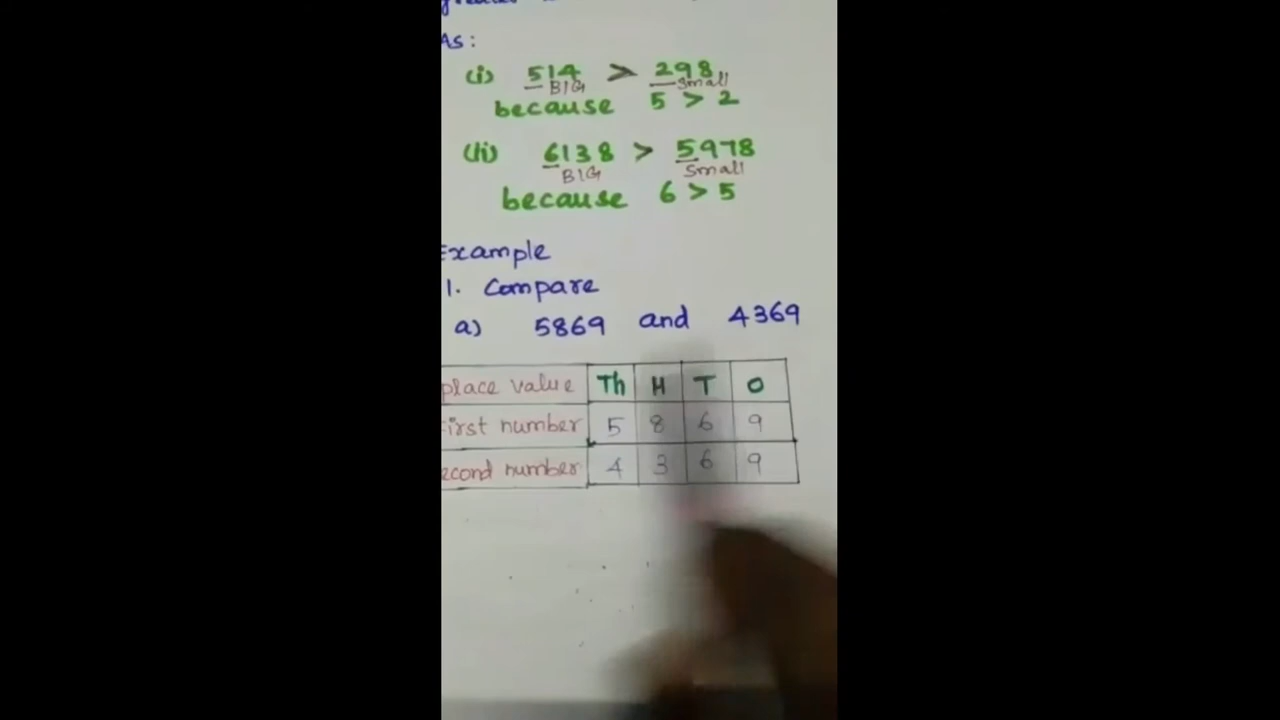 As:
(i) 514 > 298
BIG Small
because 5 > 2
(ii) 6138 > 5978
BIG Small
because 6 > 5
Example
1. Compare
a) 5869 and 4369
place value Th H T O
First number 5 8 6 9
second number 4 3 6 9